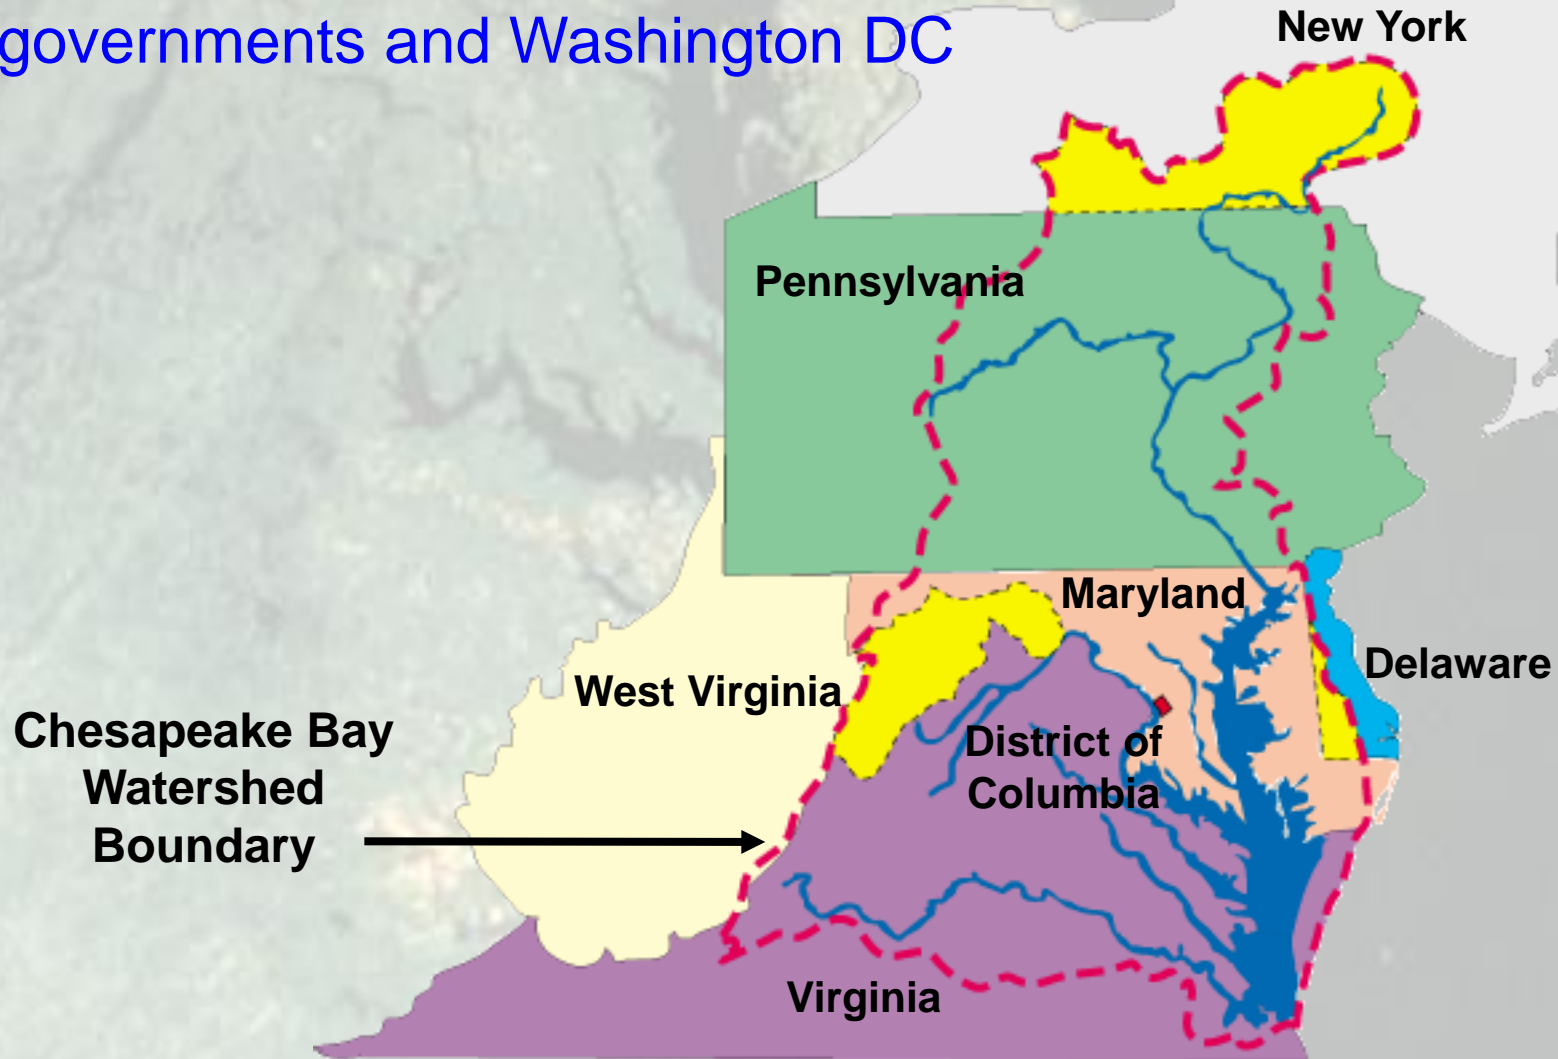 governments and Washington DC
New York
Pennsylvania
Maryland
Delaware
West Virginia
Chesapeake Bay
Watershed
Boundary
District of
Columbia
Virginia